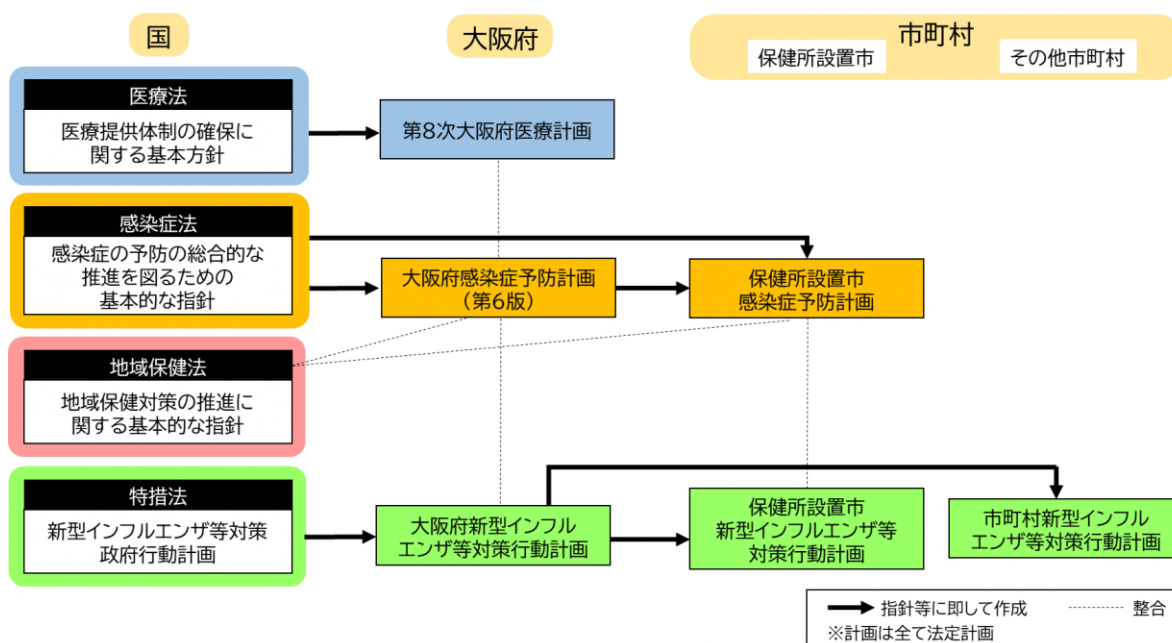 国
大阪府
市町村
保健所設置市
その他市町村
医療法
医療提供体制の確保に
関する基本方針
第8次大阪府医療計画
感染症法
感染症の予防の総合的な
推進を図るための
基本的な指針
大阪府感染症予防計画
(第6版)
保健所設置市
感染症予防計画
地域保健法
地域保健対策の推進に
関する基本的な指針
特措法
新型インフルエンザ等対策
政府行動計画
大阪府新型インフル
エンザ等対策行動計画
保健所設置市
新型インフルエンザ等
対策行動計画
市町村新型インフル
エンザ等対策行動計画
指針等に即して作成
整合
※計画は全て法定計画